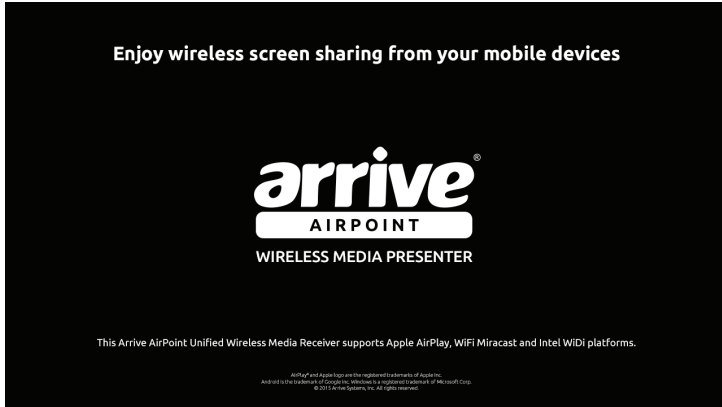 Enjoy wireless screen sharing from your mobile devices
arrive®
AIRPOINT
WIRELESS MEDIA PRESENTER
This Arrive AirPoint Unified Wireless Media Receiver supports Apple AirPlay, WiFi Miracast and Intel WiDi platforms.
AirPlay® and Apple logo are the registered trademarks of Apple Inc.
Android is the trademark of Google Inc. Windows is a registered trademark of Microsoft Corp.
© 2015 Arrive Systems, Inc. All rights reserved.